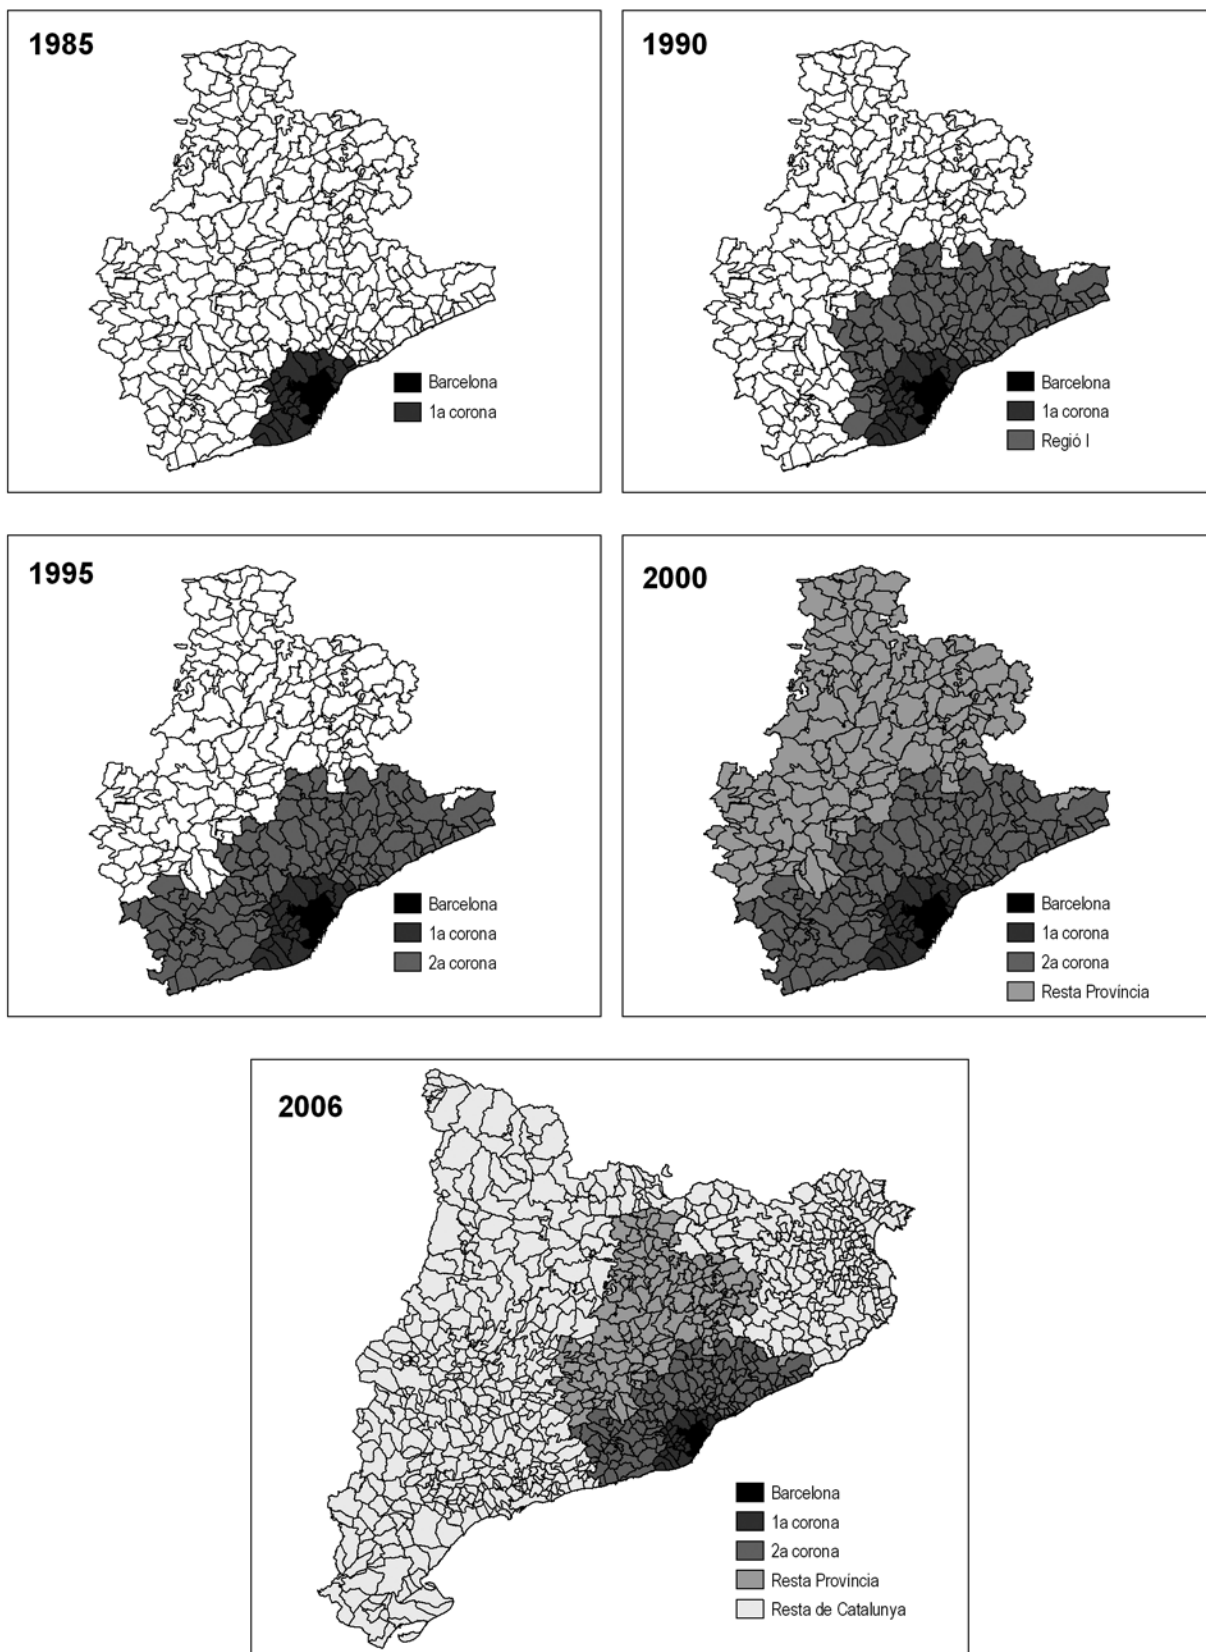 1985
Barcelona
1a corona
1990
Barcelona
1a corona
Regió I
1995
Barcelona
1a corona
2a corona
2000
Barcelona
1a corona
2a corona
Resta Província
2006
Barcelona
1a corona
2a corona
Resta Província
Resta de Catalunya